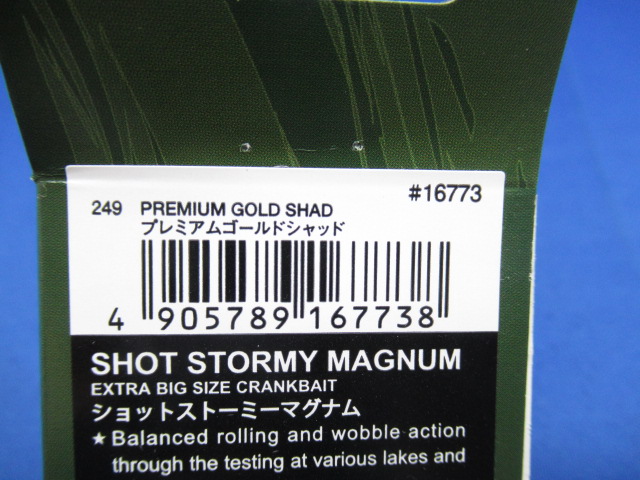 #16773
249 PREMIUM GOLD SHAD
プレミアムゴールドシャッド
4 905789 167738
SHOT STORMY MAGNUM
EXTRA BIG SIZE CRANKBAIT
ショットストーミーマグナム
★Balanced rolling and wobble action
through the testing at various lakes and